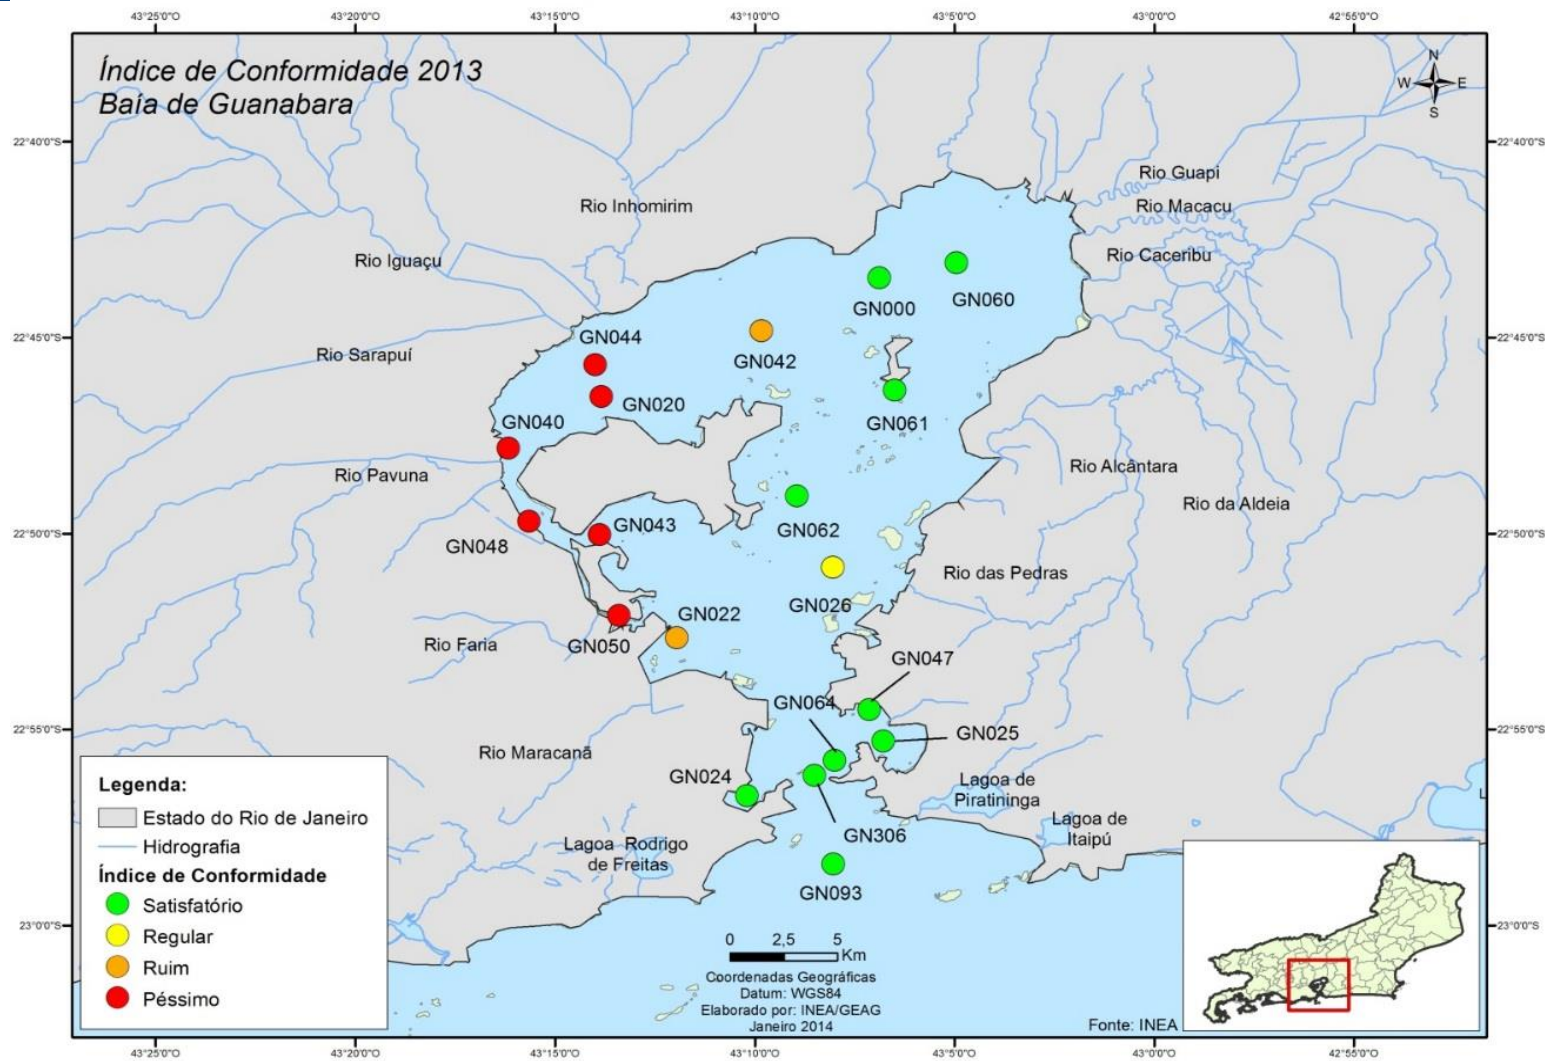 43°25'0"O
43°20'0"O
43°15'0"O
43°10'0"O
43°5'0"O
43°0'0"O
42°55'0"O
Índice de Conformidade 2013
Baía de Guanabara
N
W
E
S
22°40'0"S
22°40'0"S
Rio Guapi
Rio Macacu
Rio Inhomirim
Rio Caceribu
Rio Iguaçu
GN000
GN060
22°45'0"S
22°45'0"S
GN044
Rio Sarapuí
GN042
GN020
GN040
GN061
Rio Pavuna
Rio Alcântara
Rio da Aldeia
GN043
GN062
22°50'0"S
22°50'0"S
GN048
Rio das Pedras
GN026
GN022
Rio Faria
GN050
GN047
GN064
22°55'0"S
22°55'0"S
GN025
Rio Maracanã
GN024
Lagoa de
Piratininga
Lagoa de
Itaipú
GN306
Lagoa Rodrigo
de Freitas
GN093
L
Legenda:
Estado do Rio de Janeiro
Hidrografia
Índice de Conformidade
Satisfatório
Regular
Ruim
Péssimo
23°0'0"S
23°0'0"S
0 2,5 5
Km
Coordenadas Geográficas
Datum: WGS84
Elaborado por: INEA/GEAG
Janeiro 2014
Fonte: INEA
43°25'0"O
43°20'0"O
43°15'0"O
43°10'0"O
43°5'0"O
43°0'0"O
42°55'0"O